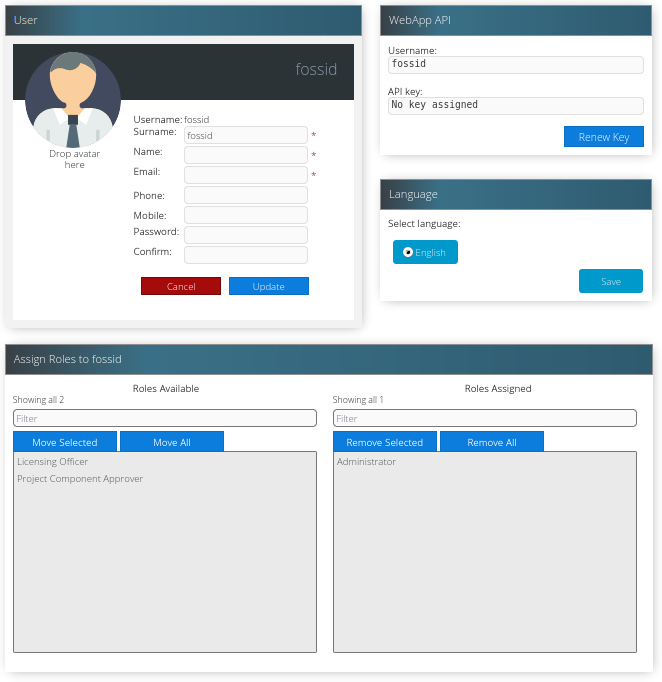 User
fossid
Drop avatar
here
Username: fossid
Surname: fossid *
Name: *
Email: *
Phone:
Mobile:
Password:
Confirm:
Cancel Update
WebApp API
Username:
fossid
API key:
No key assigned
Renew Key
Language
Select language:
English
Save
Assign Roles to fossid
Roles Available
Showing all 2
Filter
Move Selected Move All
Licensing Officer
Project Component Approver
Roles Assigned
Showing all 1
Filter
Remove Selected Remove All
Administrator